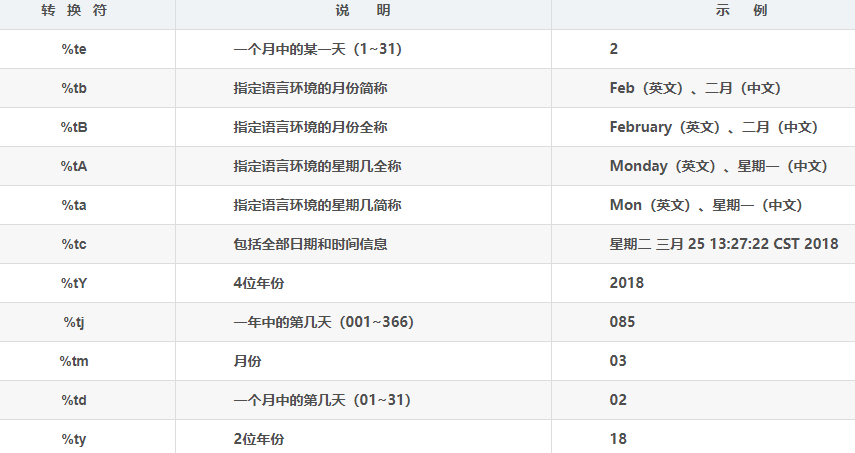 转 换 符 说 明 示 例
%te 一个月中的某一天（1~31） 2
%tb 指定语言环境的月份简称 Feb（英文）、二月（中文）
%tB 指定语言环境的月份全称 February（英文）、二月（中文）
%tA 指定语言环境的星期几全称 Monday（英文）、星期一（中文）
%ta 指定语言环境的星期几简称 Mon（英文）、星期一（中文）
%tc 包括全部日期和时间信息 星期二 三月 25 13:27:22 CST 2018
%tY 4位年份 2018
%tj 一年中的第几天（001~366） 085
%tm 月份 03
%td 一个月中的第几天（01~31） 02
%ty 2位年份 18